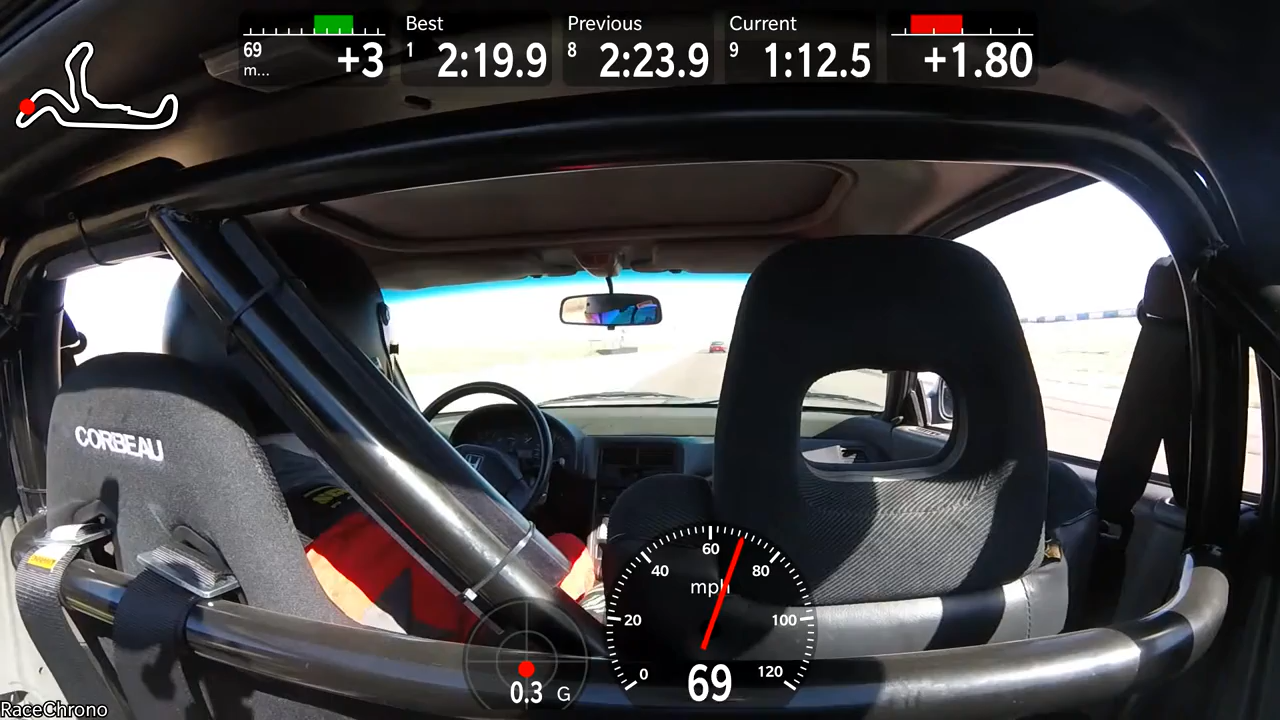 Best
Previous
Current
69
m...
+3
1 2:19.9
8 2:23.9
9 1:12.5
+1.80
CORBEAU
60
40
80
mph
20
100
0
120
69
0.3 G
RaceChrono